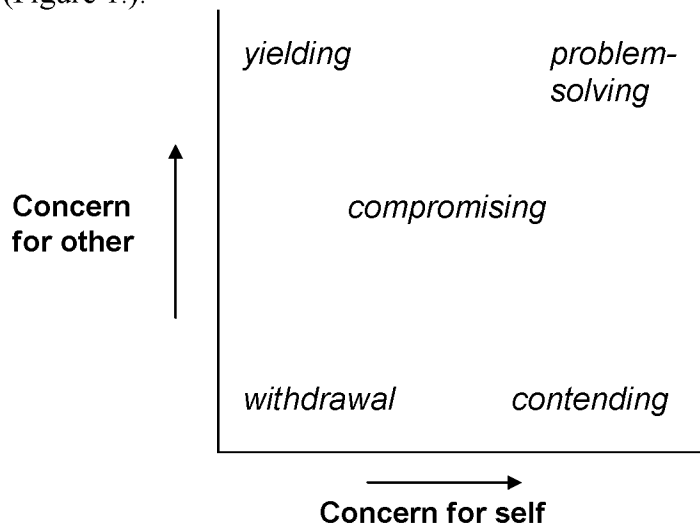 (Figure 1.).
yielding
problem-
solving
Concern
for other
compromising
withdrawal
contending
Concern for self